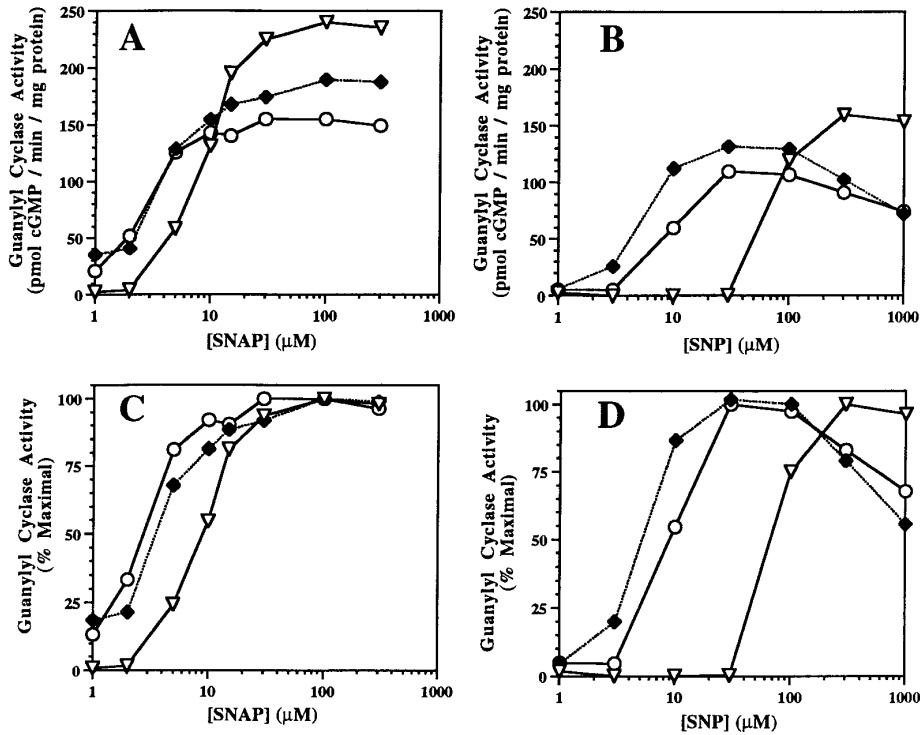 A
Guanylyl Cyclase Activity
(pmol cGMP / min / mg protein)
250
200
150
100
50
0
1
10
100
1000
[SNAP] (μM)
B
Guanylyl Cyclase Activity
(pmol cGMP / min / mg protein)
250
200
150
100
50
0
1
10
100
1000
[SNP] (μM)
C
Guanylyl Cyclase Activity
(% Maximal)
100
75
50
25
0
1
10
100
1000
[SNAP] (μM)
D
Guanylyl Cyclase Activity
(% Maximal)
100
75
50
25
0
1
10
100
1000
[SNP] (μM)